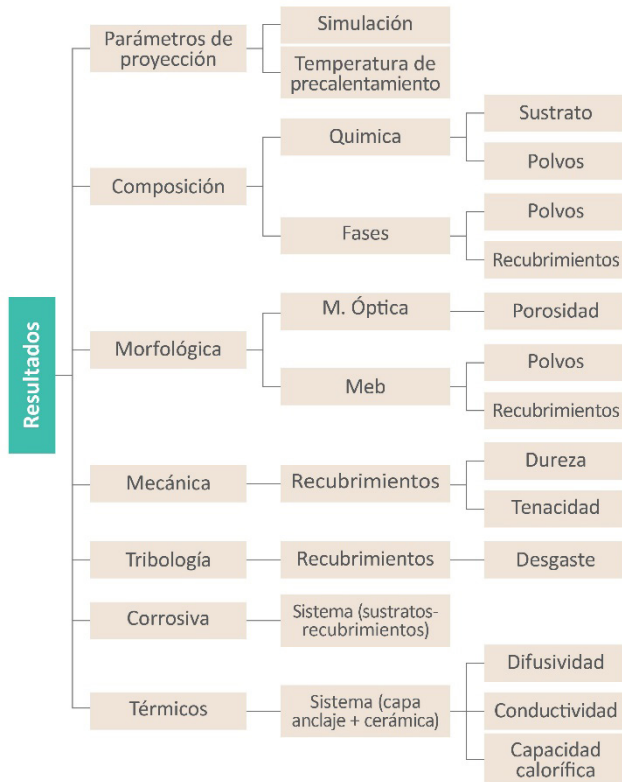 Resultados
Parámetros de
proyección
Simulación
Temperatura de
precalentamiento
Composición
Quimica
Sustrato
Polvos
Fases
Polvos
Recubrimientos
Morfológica
M. Óptica
Porosidad
Meb
Polvos
Recubrimientos
Mecánica
Recubrimientos
Dureza
Tenacidad
Tribología
Recubrimientos
Desgaste
Corrosiva
Sistema (sustratos-
recubrimientos)
Térmicos
Sistema (capa
anclaje + cerámica)
Difusividad
Conductividad
Capacidad
calorífica